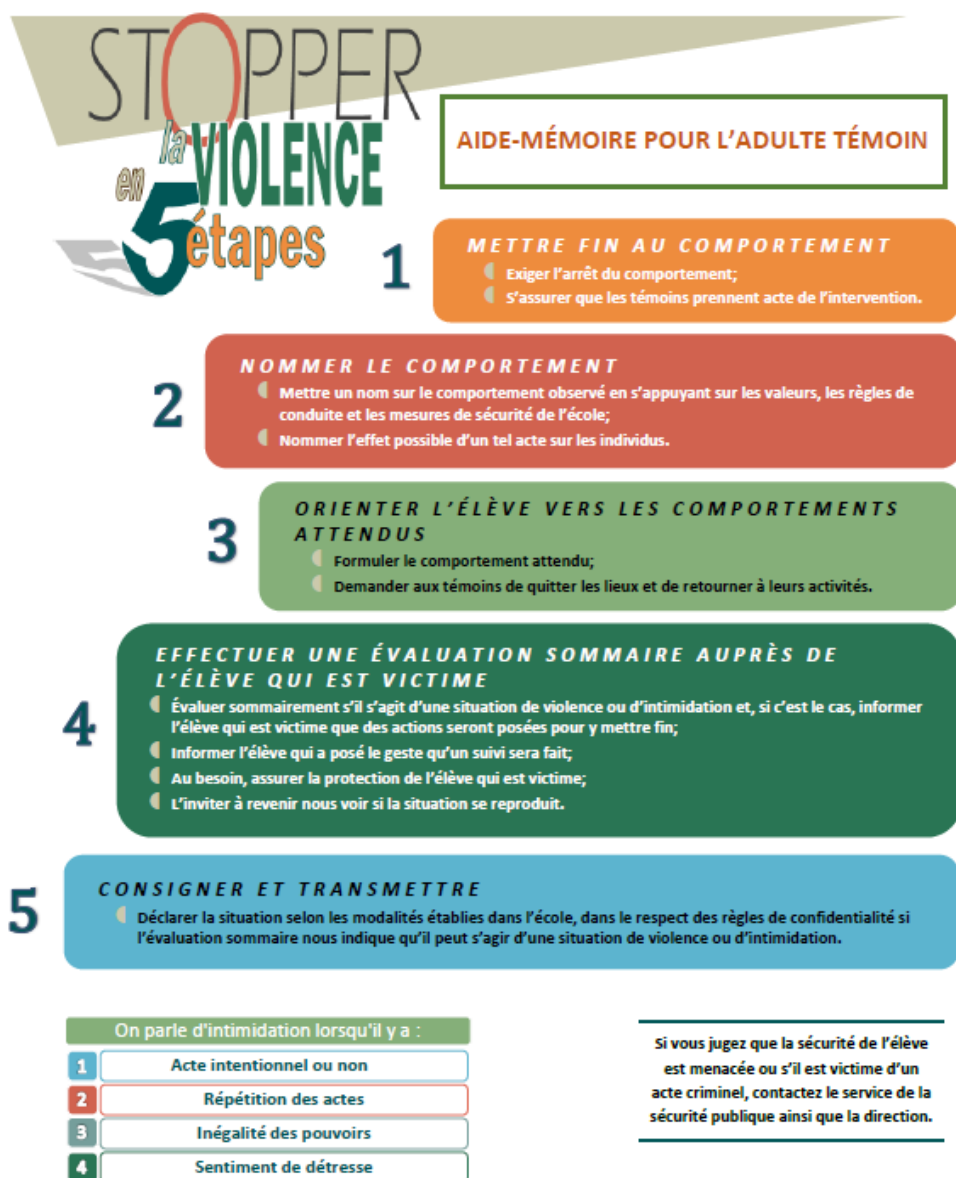 STOPPER
la VIOLENCE
en 5 étapes
AIDE-MÉMOIRE POUR L'ADULTE TÉMOIN
1
METTRE FIN AU COMPORTEMENT
Exiger l'arrêt du comportement;
S'assurer que les témoins prennent acte de l'intervention.
2
NOMMER LE COMPORTEMENT
Mettre un nom sur le comportement observé en s'appuyant sur les valeurs, les règles de
conduite et les mesures de sécurité de l'école;
Nommer l'effet possible d'un tel acte sur les individus.
3
ORIENTER L'ÉLÈVE VERS LES COMPORTEMENTS
ATTENDUS
Formuler le comportement attendu;
Demander aux témoins de quitter les lieux et de retourner à leurs activités.
4
EFFECTUER UNE ÉVALUATION SOMMAIRE AUPRÈS DE
L'ÉLÈVE QUI EST VICTIME
Évaluer sommairement s'il s'agit d'une situation de violence ou d'intimidation et, si c'est le cas, informer
l'élève qui est victime que des actions seront posées pour y mettre fin;
Informer l'élève qui a posé le geste qu'un suivi sera fait;
Au besoin, assurer la protection de l'élève qui est victime;
L'inviter à revenir nous voir si la situation se reproduit.
5
CONSIGNER ET TRANSMETTRE
Déclarer la situation selon les modalités établies dans l'école, dans le respect des règles de confidentialité si
l'évaluation sommaire nous indique qu'il peut s'agir d'une situation de violence ou d'intimidation.
On parle d'intimidation lorsqu'il y a :
1 Acte intentionnel ou non
2 Répétition des actes
3 Inégalité des pouvoirs
4 Sentiment de détresse
Si vous jugez que la sécurité de l'élève
est menacée ou s'il est victime d'un
acte criminel, contactez le service de la
sécurité publique ainsi que la direction.